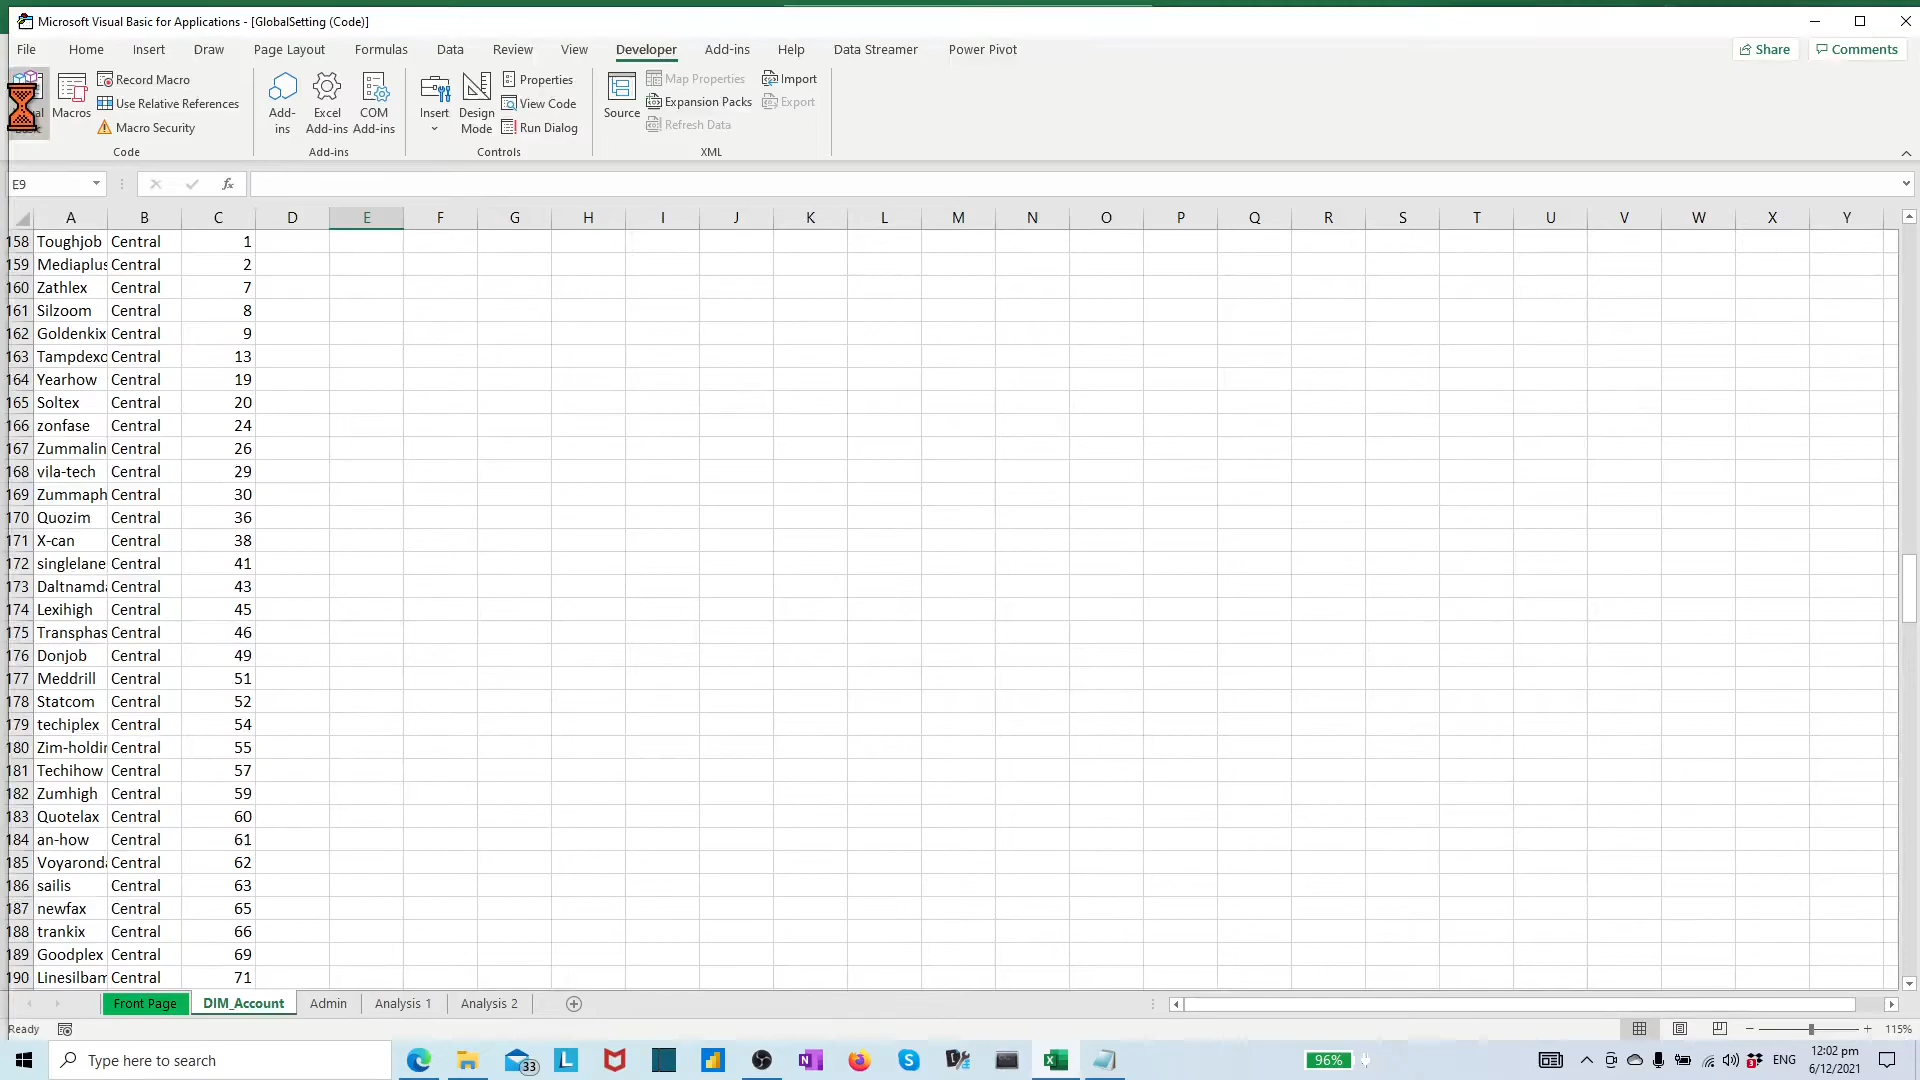 Microsoft Visual Basic for Applications - [GlobalSetting (Code)]
File Home Insert Draw Page Layout Formulas Data Review View Developer Add-ins Help Data Streamer Power Pivot Share Comments
Macros Record Macro Use Relative References Macro Security
Add-ins Excel Add-ins COM Add-ins
Insert Design Mode Properties View Code Run Dialog
Source Map Properties Expansion Packs Refresh Data Import Export
Code Add-ins Controls XML
E9 fx
A B C D E F G H I J K L M N O P Q R S T U V W X Y
158 Toughjob Central 1
159 Mediaplus Central 2
160 Zathlex Central 7
161 Silzoom Central 8
162 Goldenkix Central 9
163 Tampdexo Central 13
164 Yearhow Central 19
165 Soltex Central 20
166 zonfase Central 24
167 Zummalin Central 26
168 vila-tech Central 29
169 Zummaph Central 30
170 Quozim Central 36
171 X-can Central 38
172 singlelane Central 41
173 Daltnamda Central 43
174 Lexihigh Central 45
175 Transphas Central 46
176 Donjob Central 49
177 Meddrill Central 51
178 Statcom Central 52
179 techiplex Central 54
180 Zim-holdin Central 55
181 Techihow Central 57
182 Zumhigh Central 59
183 Quotelax Central 60
184 an-how Central 61
185 Voyaronda Central 62
186 sailis Central 63
187 newfax Central 65
188 trankix Central 66
189 Goodplex Central 69
190 Linesilbam Central 71
Front Page DIM_Account Admin Analysis 1 Analysis 2
Ready 115%
Type here to search 33 96% ENG 12:02 pm
6/12/2021